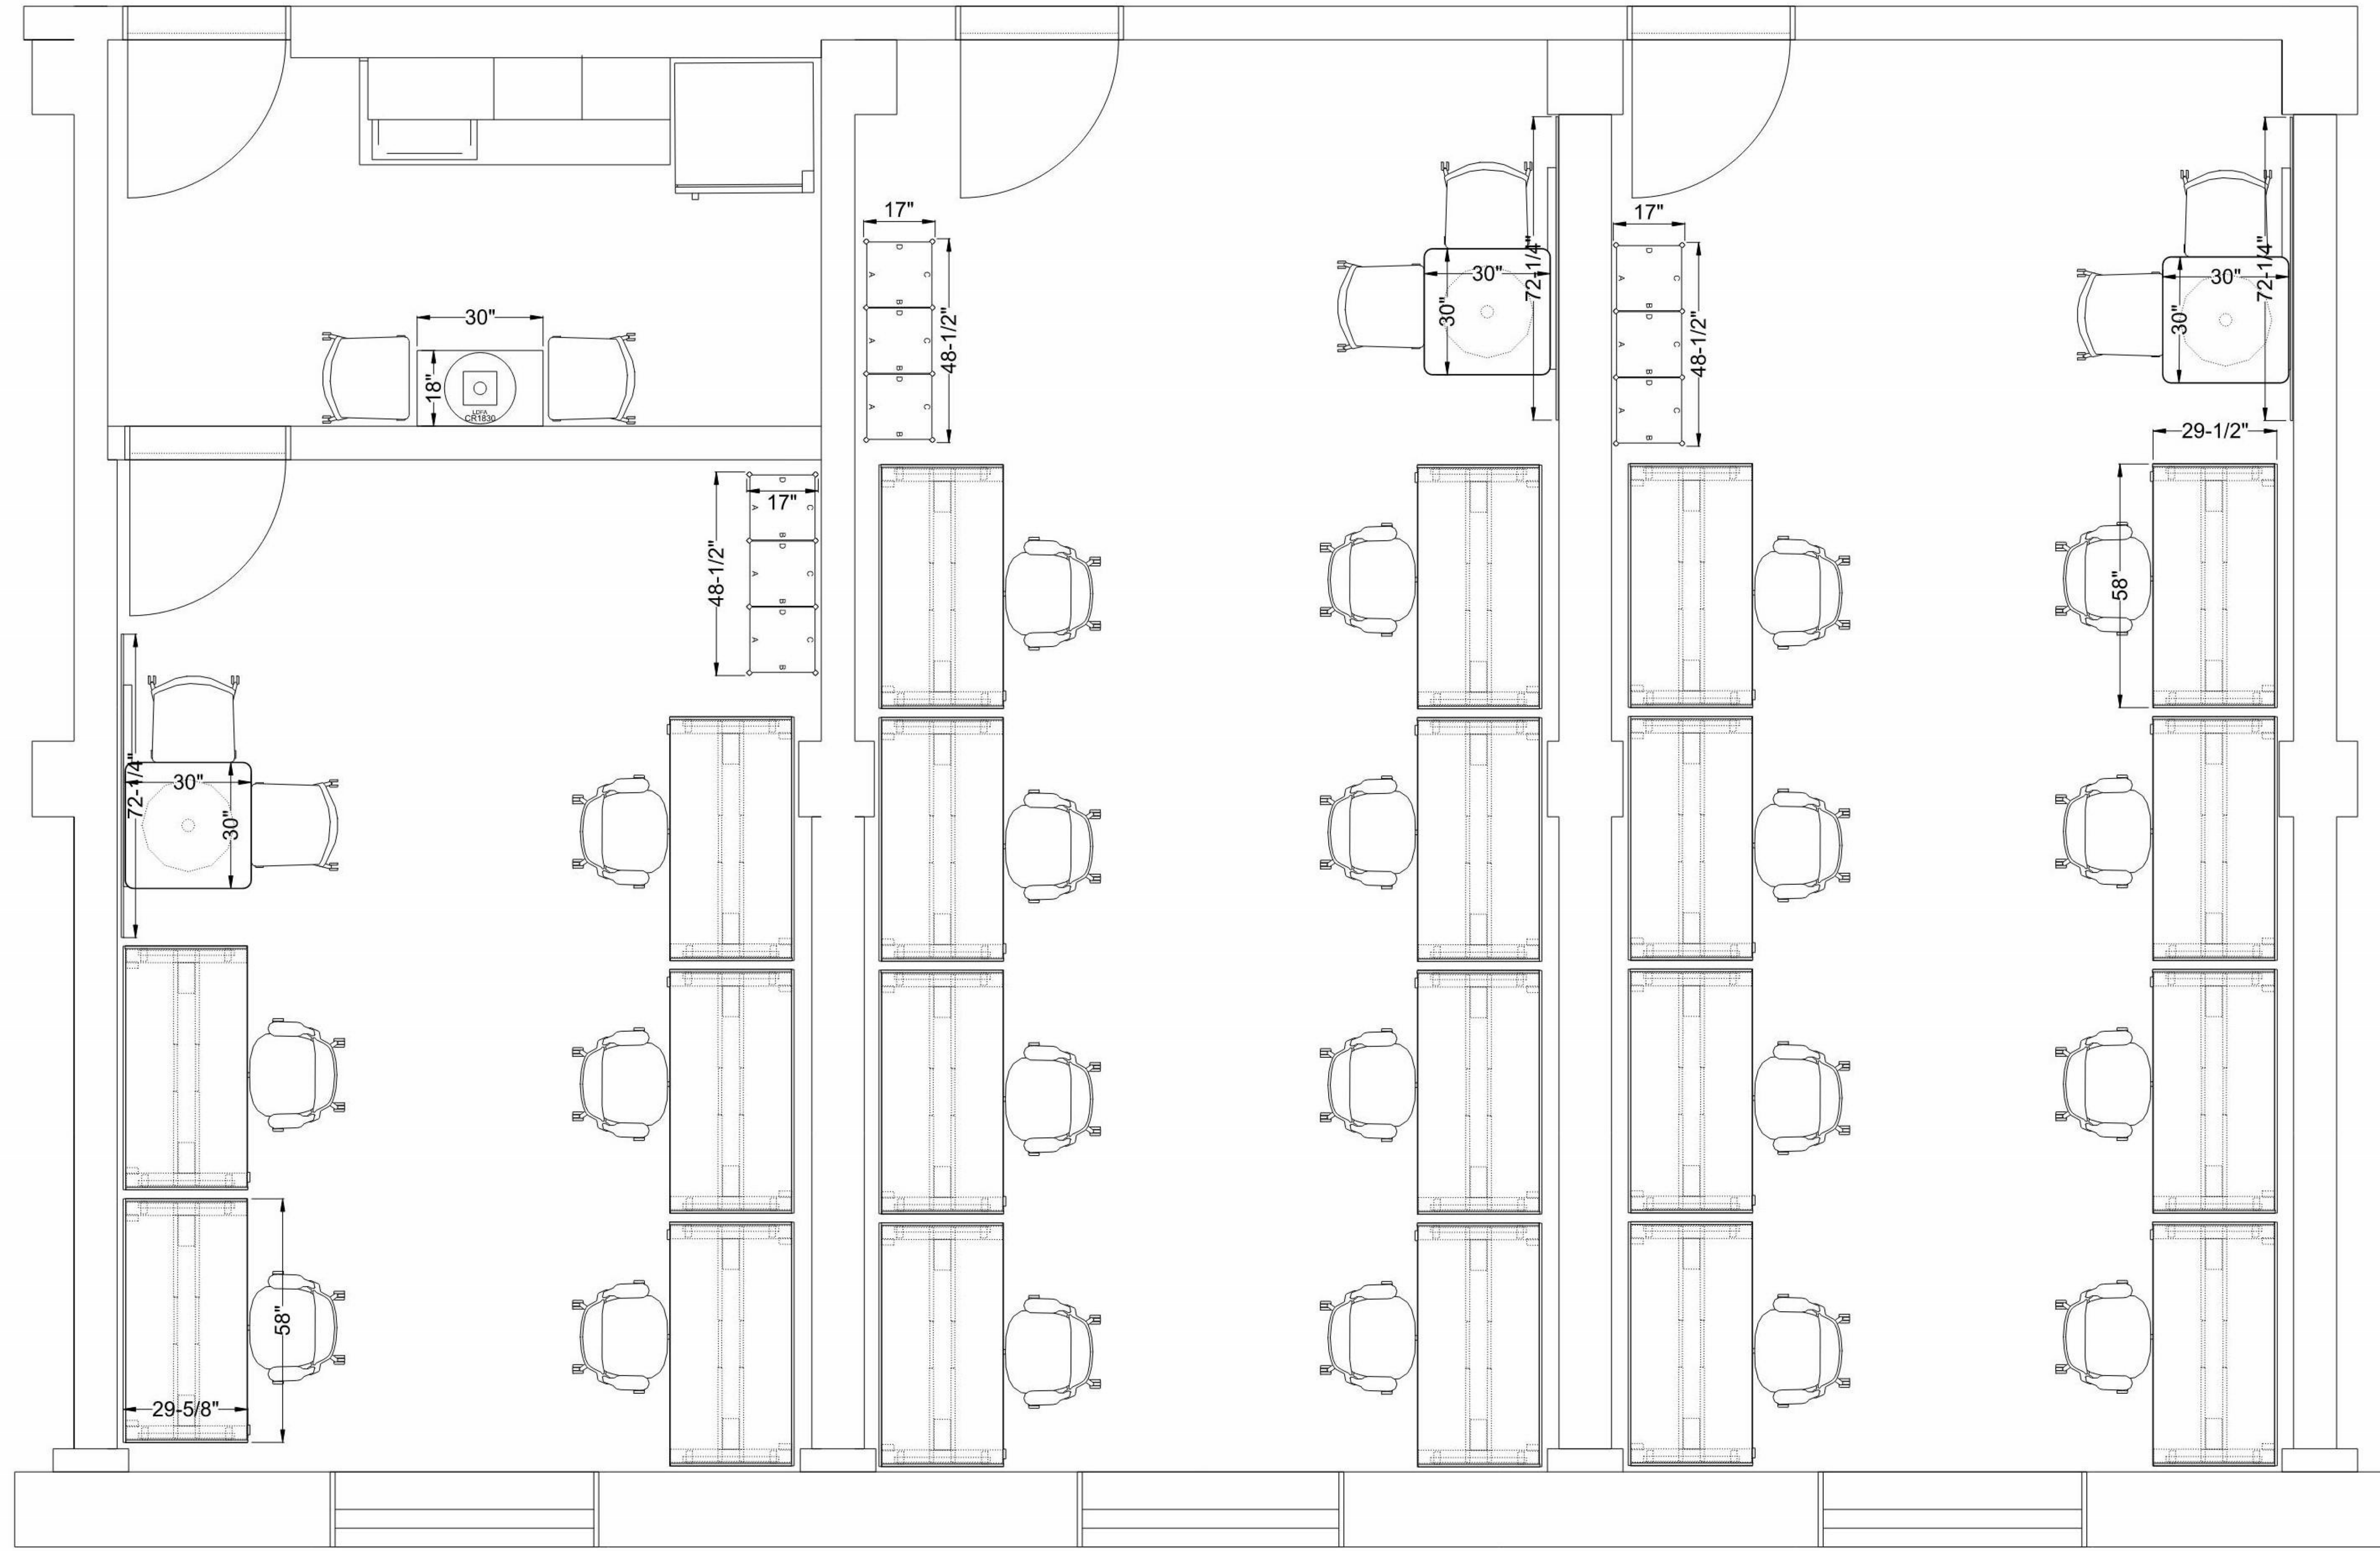 17"
17"
72-1/4"
72-1/4"
D
A
C
B
D
A
C
B
D
A
C
B
48-1/2"
30"
30"
D
A
C
B
D
A
C
B
D
A
C
B
48-1/2"
30"
30"
30"
18"
LDFA
CR1830
29-1/2"
58"
D
17"
A
C
B
D
A
C
B
D
A
C
B
48-1/2"
72-1/4"
30"
30"
58"
29-5/8"